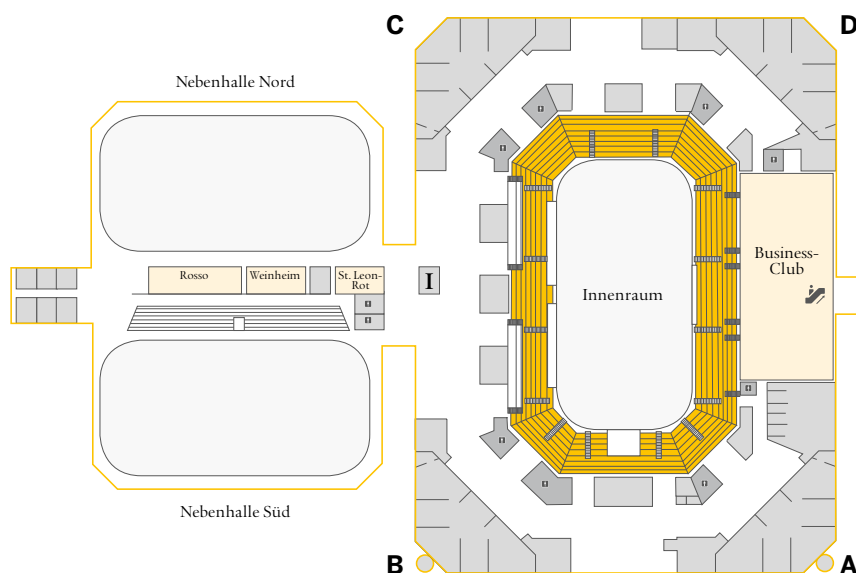 C
D
Nebenhalle Nord
Rosso
Weinheim
St. Leon-
Rot
I
Innenraum
Business-
Club
Nebenhalle Süd
B
A